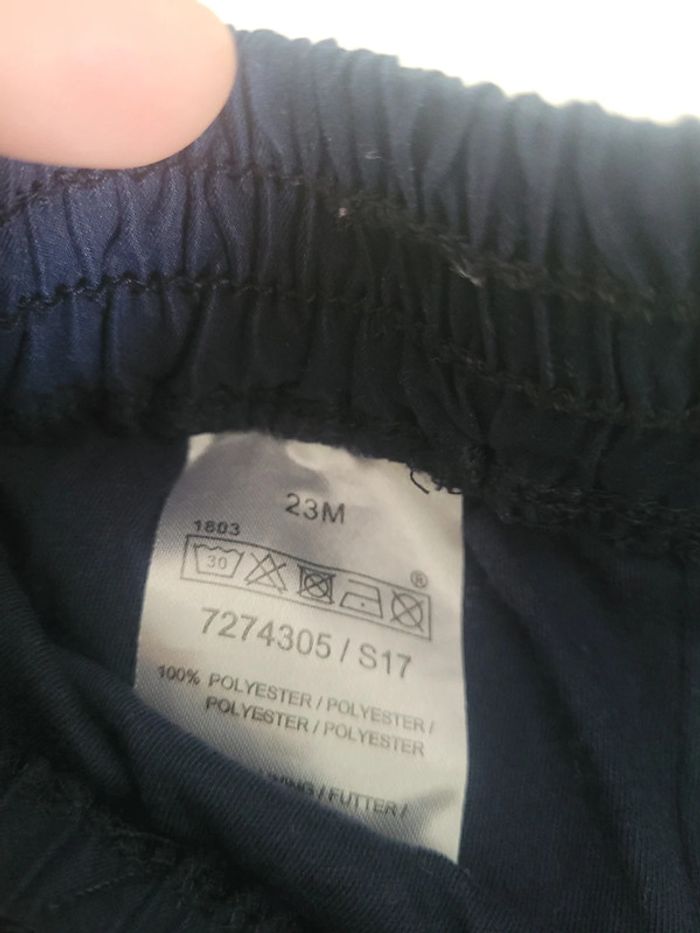 23M
1803
30
®
7274305 / S17
100% POLYESTER / POLYESTER /
POLYESTER / POLYESTER
/ FUTTER /